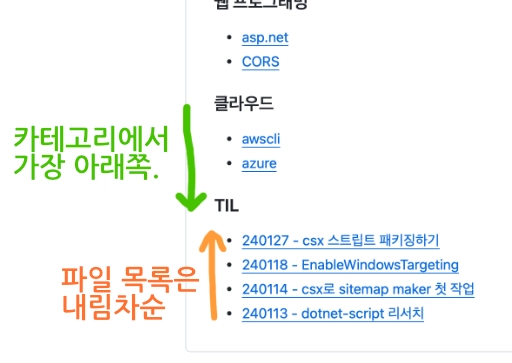 웹 프로그래밍
asp.net
CORS
클라우드
awscli
azure
카테고리에서
가장 아래쪽.
TIL
240127 - csx 스트립트 패키징하기
240118 - EnableWindowsTargeting
240114 - csx로 sitemap maker 첫 작업
240113 - dotnet-script 리서치
파일 목록은
내림차순